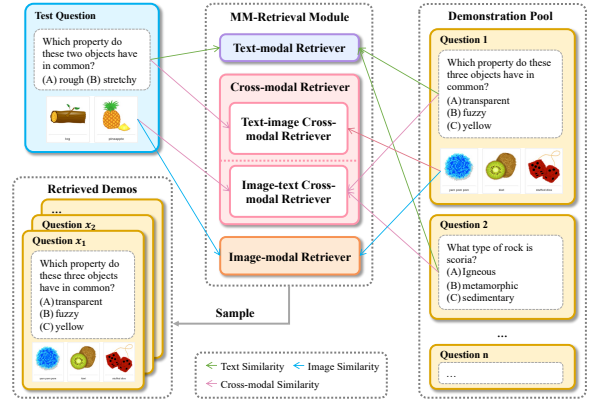 Test Question
Which property do
these two objects have
in common?
(A) rough (B) stretchy
log
pineapple
MM-Retrieval Module
Text-modal Retriever
Cross-modal Retriever
Text-image Cross-
modal Retriever
Image-text Cross-
modal Retriever
Image-modal Retriever
Demonstration Pool
Question 1
Which property do these
three objects have in
common?
(A) transparent
(B) fuzzy
(C) yellow
Question 2
What type of rock is
scoria?
(A) Igneous
(B) metamorphic
(C) sedimentary
...
Question n
...
Retrieved Demos
...
Question x2
Question x1
Which property do
these three objects
have in common?
(A) transparent
(B) fuzzy
(C) yellow
Sample
Text Similarity
Image Similarity
Cross-modal Similarity